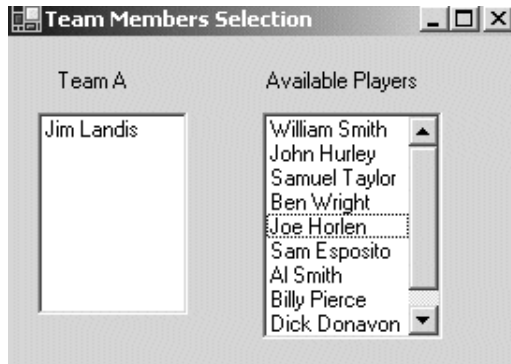 Team Members Selection
Team A
Available Players
Jim Landis
William Smith
John Hurley
Samuel Taylor
Ben Wright
Joe Horlen
Sam Esposito
Al Smith
Billy Pierce
Dick Donavon